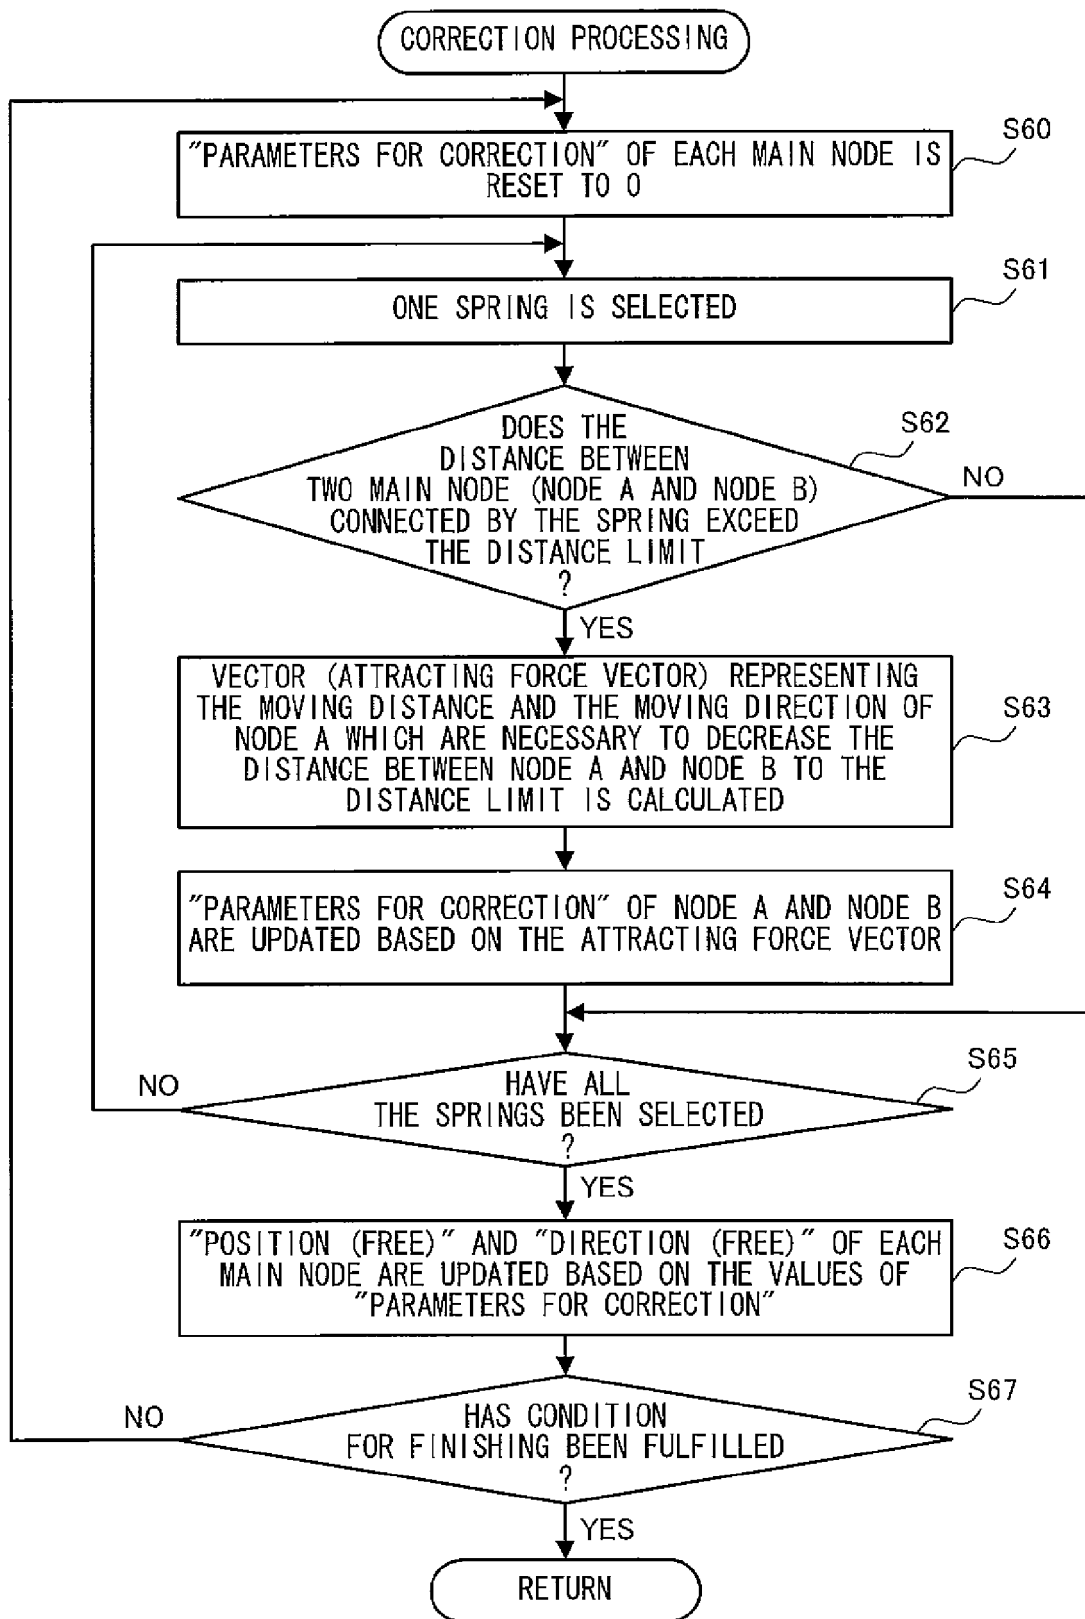 CORRECTION PROCESSING
S60
"PARAMETERS FOR CORRECTION" OF EACH MAIN NODE IS
RESET TO 0
S61
ONE SPRING IS SELECTED
S62
DOES THE
DISTANCE BETWEEN
TWO MAIN NODE (NODE A AND NODE B)
CONNECTED BY THE SPRING EXCEED
THE DISTANCE LIMIT
?
NO
YES
VECTOR (ATTRACTING FORCE VECTOR) REPRESENTING
THE MOVING DISTANCE AND THE MOVING DIRECTION OF
NODE A WHICH ARE NECESSARY TO DECREASE THE
DISTANCE BETWEEN NODE A AND NODE B TO THE
DISTANCE LIMIT IS CALCULATED
S63
S64
"PARAMETERS FOR CORRECTION" OF NODE A AND NODE B
ARE UPDATED BASED ON THE ATTRACTING FORCE VECTOR
S65
NO
HAVE ALL
THE SPRINGS BEEN SELECTED
?
YES
S66
"POSITION (FREE)" AND "DIRECTION (FREE)" OF EACH
MAIN NODE ARE UPDATED BASED ON THE VALUES OF
"PARAMETERS FOR CORRECTION"
S67
NO
HAS CONDITION
FOR FINISHING BEEN FULFILLED
?
YES
RETURN